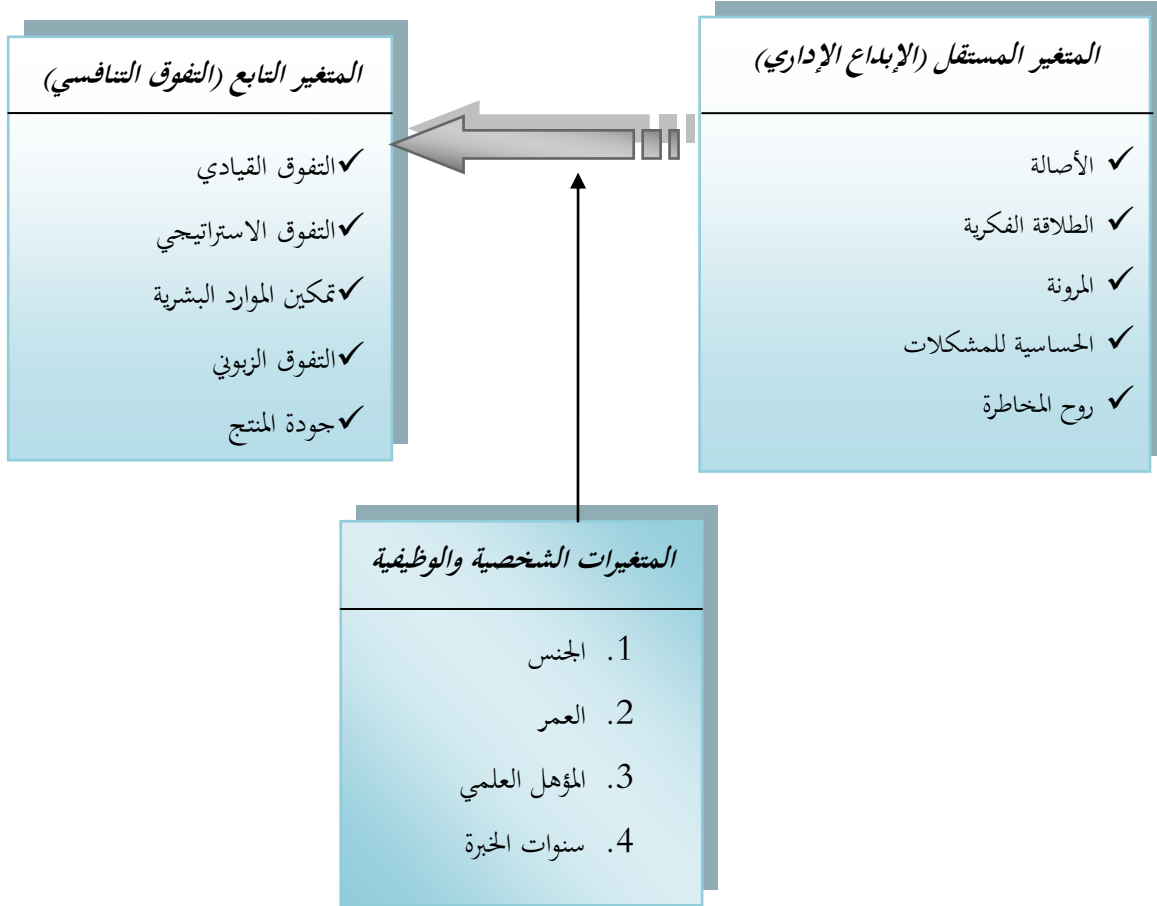 المتغير المستقل (الإبداع الإداري)
✓ الأصالة
✓ الطلاقة الفكرية
✓ المرونة
✓ الحساسية للمشكلات
✓ روح المخاطرة
المتغير التابع (التفوق التنافسي)
✓التفوق القيادي
✓التفوق الاستراتيجي
✓تمكين الموارد البشرية
✓التفوق الزبوني
✓جودة المنتج
المتغيرات الشخصية والوظيفية
1. الجنس
2. العمر
3. المؤهل العلمي
4. سنوات الخبرة